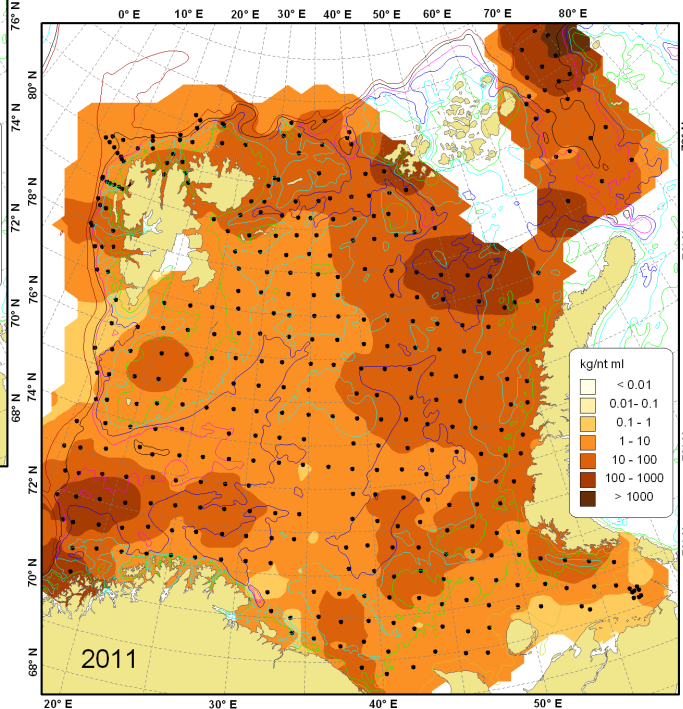 0° E 10° E 20° E 30° E 40° E 50° E 60° E 70° E 80° E
76° N
80° N
74° N
78° N
72° N
76° N
70° N
74° N
68° N
72° N
70° N
68° N
kg/nt ml
< 0.01
0.01- 0.1
0.1 - 1
1 - 10
10 - 100
100 - 1000
> 1000
2011
20° E 30° E 40° E 50° E